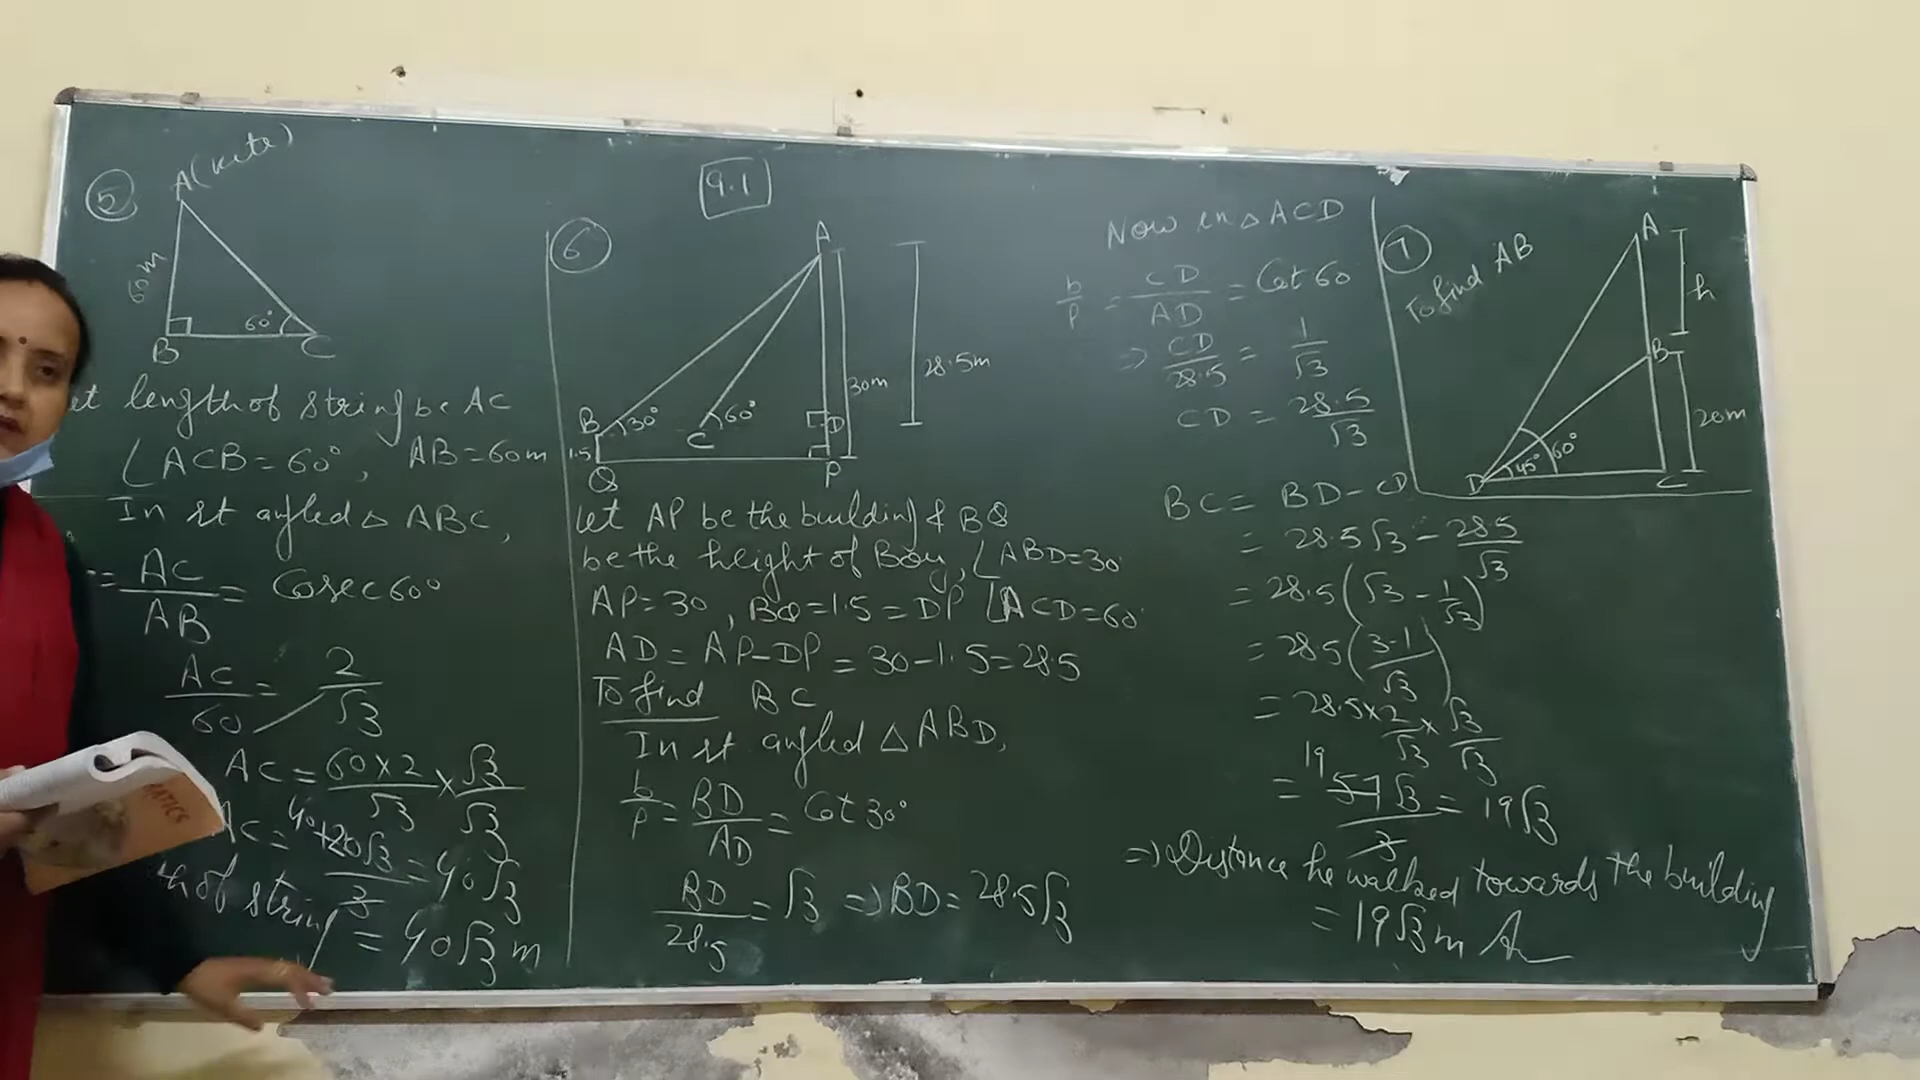 9.1
5
A(kite)
60m
60°
B
C
let length of string be AC
∠ACB = 60°, AB = 60m
In rt angled △ ABC,
= AC/AB = Cosec 60°
AC/60 = 2/√3
AC = 60×2/√3 × √3/√3
AC = 40 120√3/3 = 40√3
th of string = 40√3 m
6
A
30m
28.5m
B
30°
C
60°
D
1.5
Q
P
let AP be the building & BQ
be the height of Boy, ∠ABD=30°
AP=30, BQ=1.5=DP ∠ACD=60°
AD = AP-DP = 30-1.5=28.5
To find BC
In rt angled △ABD,
b/p = BD/AD = Cot 30°
BD/28.5 = √3 ⇒ BD = 28.5√3
Now in △ ACD
b/p = CD/AD = Cot 60
⇒ CD/28.5 = 1/√3
CD = 28.5/√3
BC = BD-CD
= 28.5√3 - 28.5/√3
= 28.5(√3 - 1/√3)
= 28.5(3-1/√3)
= 28.5×2/√3 × √3/√3
= 19 57√3/3 = 19√3
⇒ Distance he walked towards the building
= 19√3 m
7
To find AB
A
h
B
20m
45°
60°
D
C